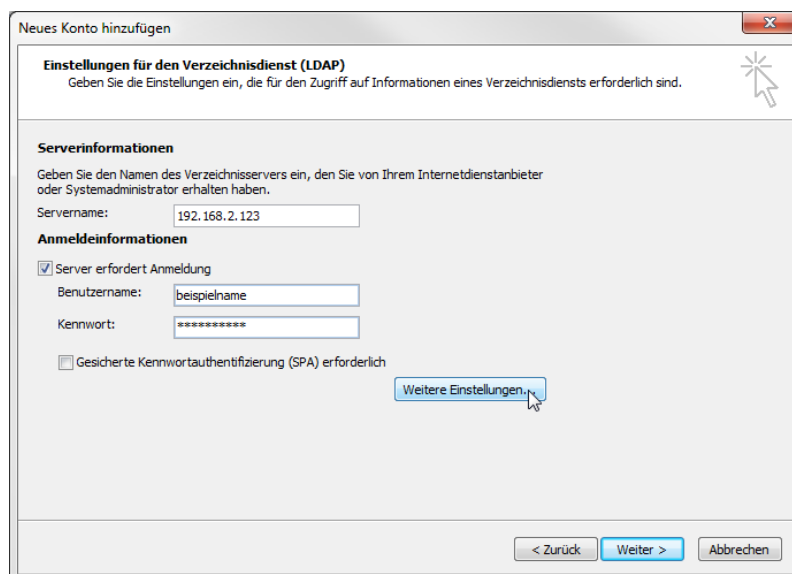 Neues Konto hinzufügen
Einstellungen für den Verzeichnisdienst (LDAP)
Geben Sie die Einstellungen ein, die für den Zugriff auf Informationen eines Verzeichnisdiensts erforderlich sind.
Serverinformationen
Geben Sie den Namen des Verzeichnisservers ein, den Sie von Ihrem Internetdienstanbieter
oder Systemadministrator erhalten haben.
Servername: 192.168.2.123
Anmeldeinformationen
Server erfordert Anmeldung
Benutzername: beispielname
Kennwort: **********
Gesicherte Kennwortauthentifizierung (SPA) erforderlich
Weitere Einstellungen...
< Zurück Weiter > Abbrechen